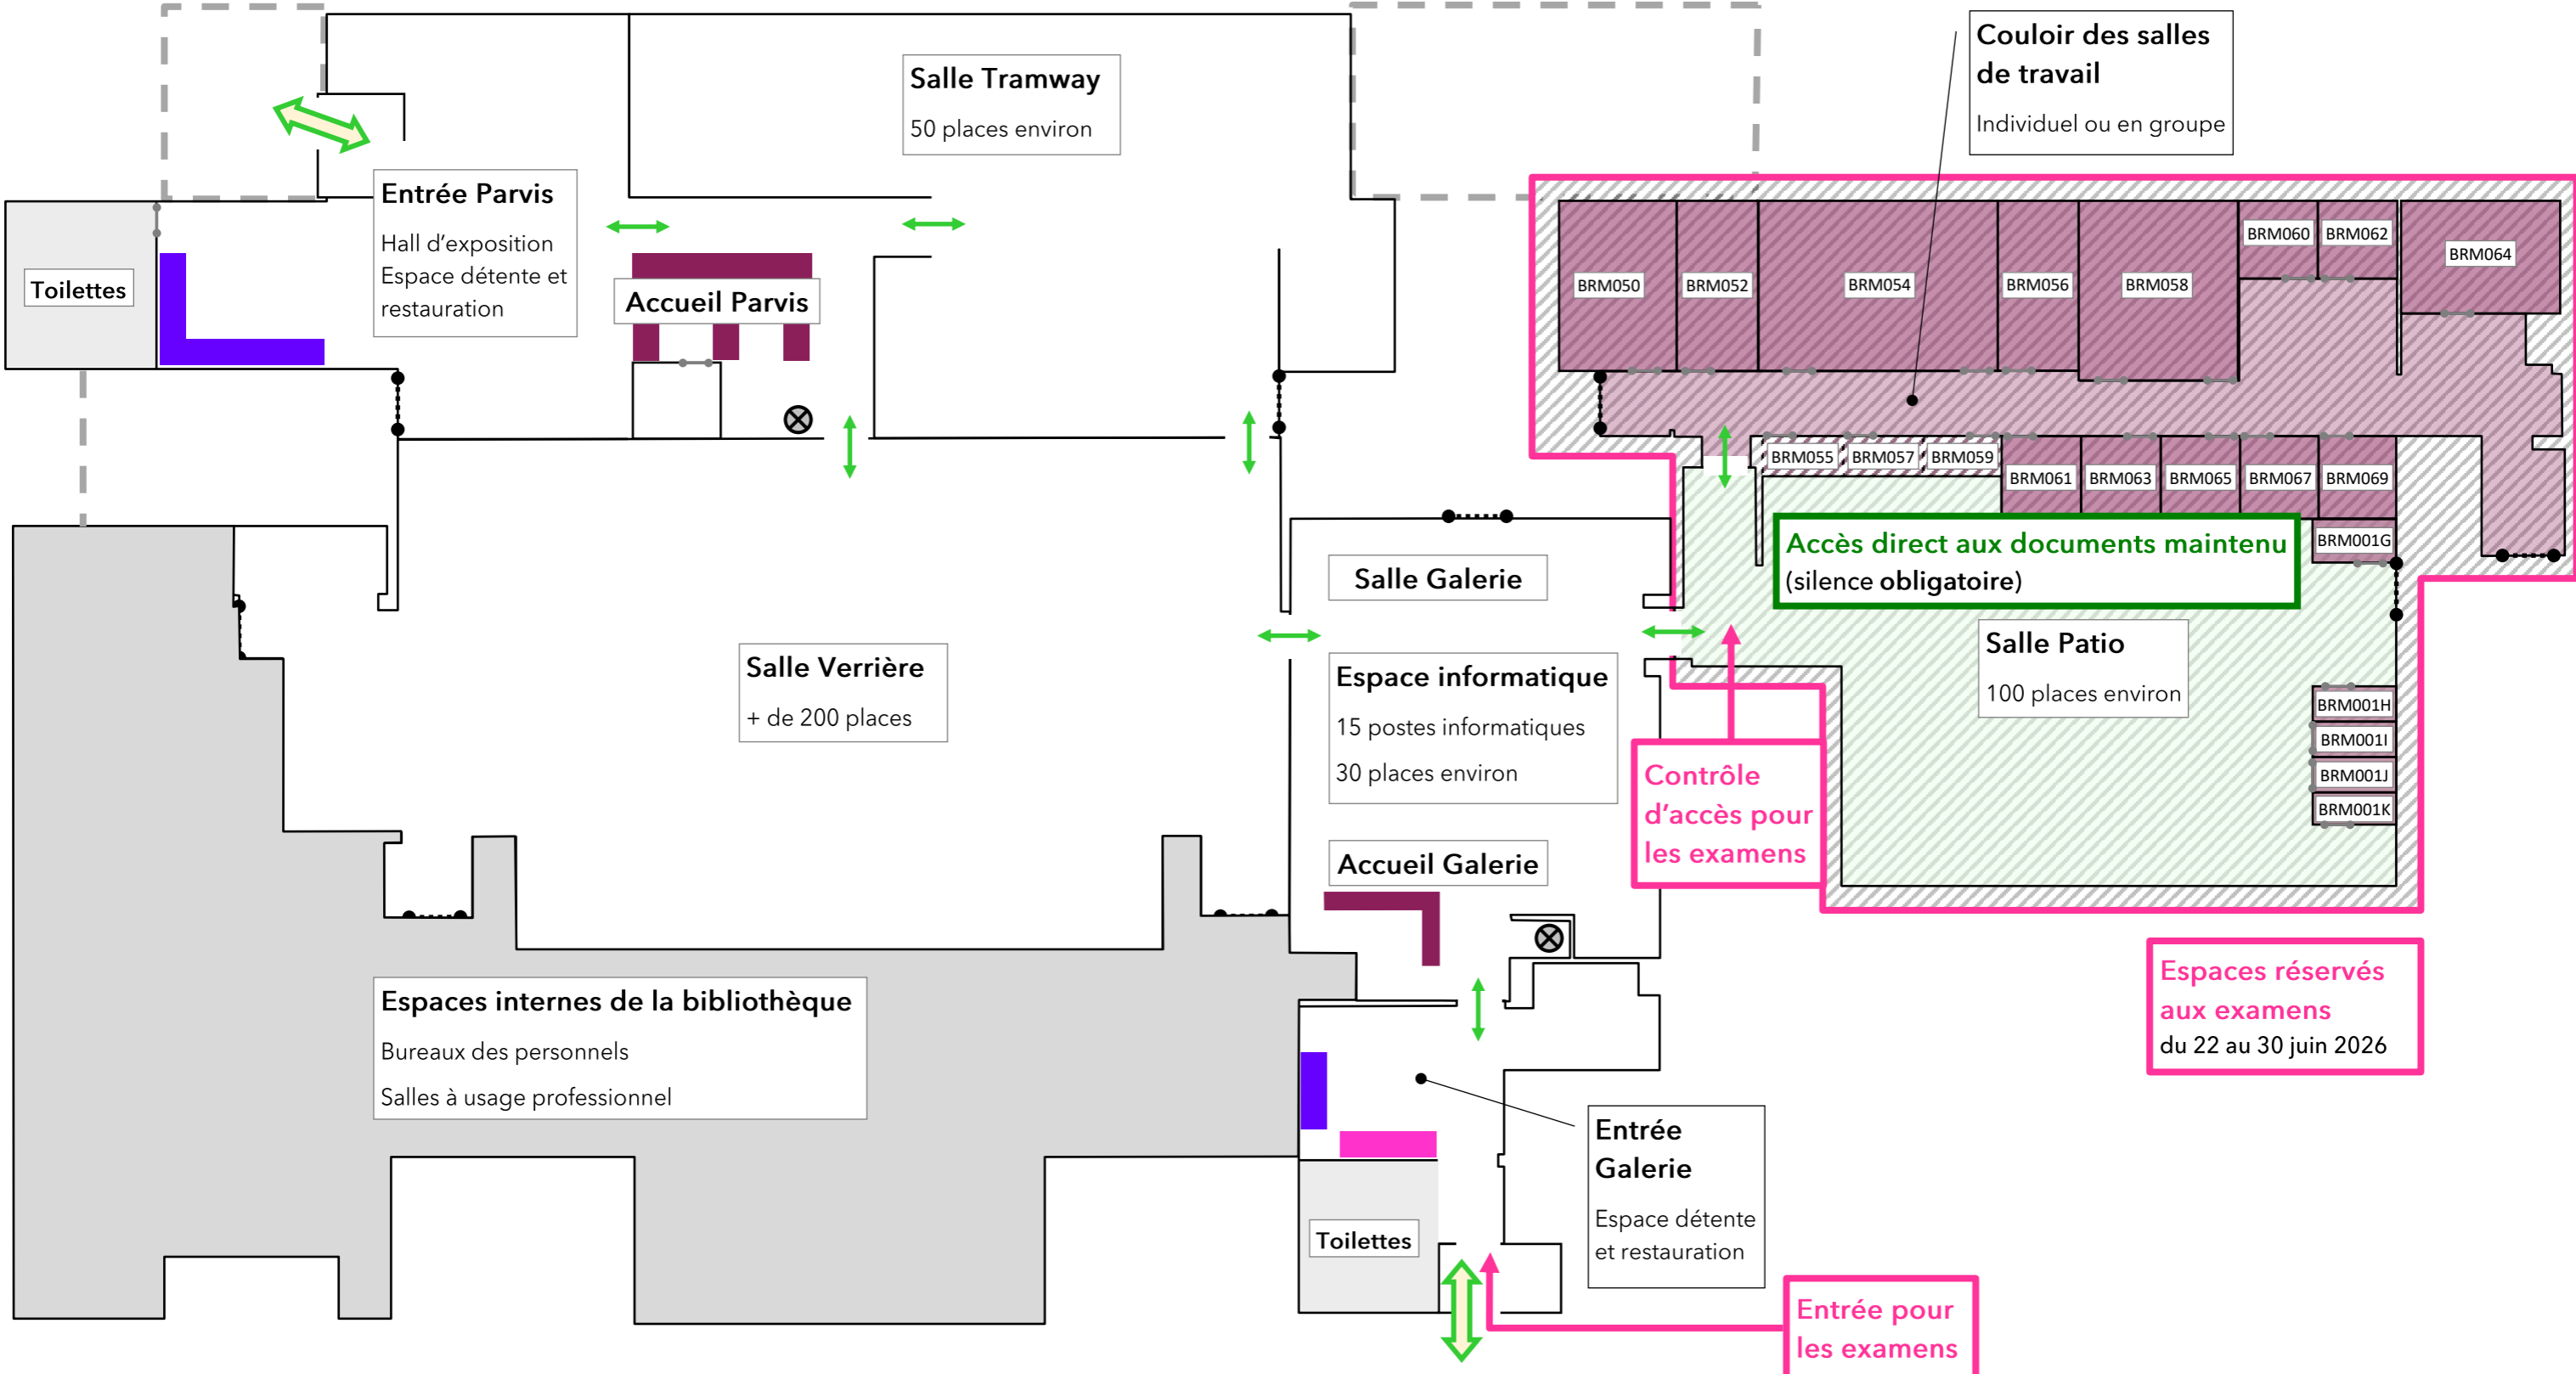 Couloir des salles
de travail
Individuel ou en groupe
Salle Tramway
50 places environ
Entrée Parvis
Hall d'exposition
Espace détente et
restauration
Toilettes
Accueil Parvis
BRM050
BRM052
BRM054
BRM056
BRM058
BRM060
BRM062
BRM064
BRM055
BRM057
BRM059
BRM061
BRM063
BRM065
BRM067
BRM069
BRM001G
Accès direct aux documents maintenu
(silence obligatoire)
Salle Galerie
Salle Verrière
+ de 200 places
Espace informatique
15 postes informatiques
30 places environ
Salle Patio
100 places environ
BRM001H
BRM001I
BRM001J
BRM001K
Contrôle
d'accès pour
les examens
Accueil Galerie
Espaces internes de la bibliothèque
Bureaux des personnels
Salles à usage professionnel
Espaces réservés
aux examens
du 22 au 30 juin 2026
Entrée
Galerie
Espace détente
et restauration
Toilettes
Entrée pour
les examens